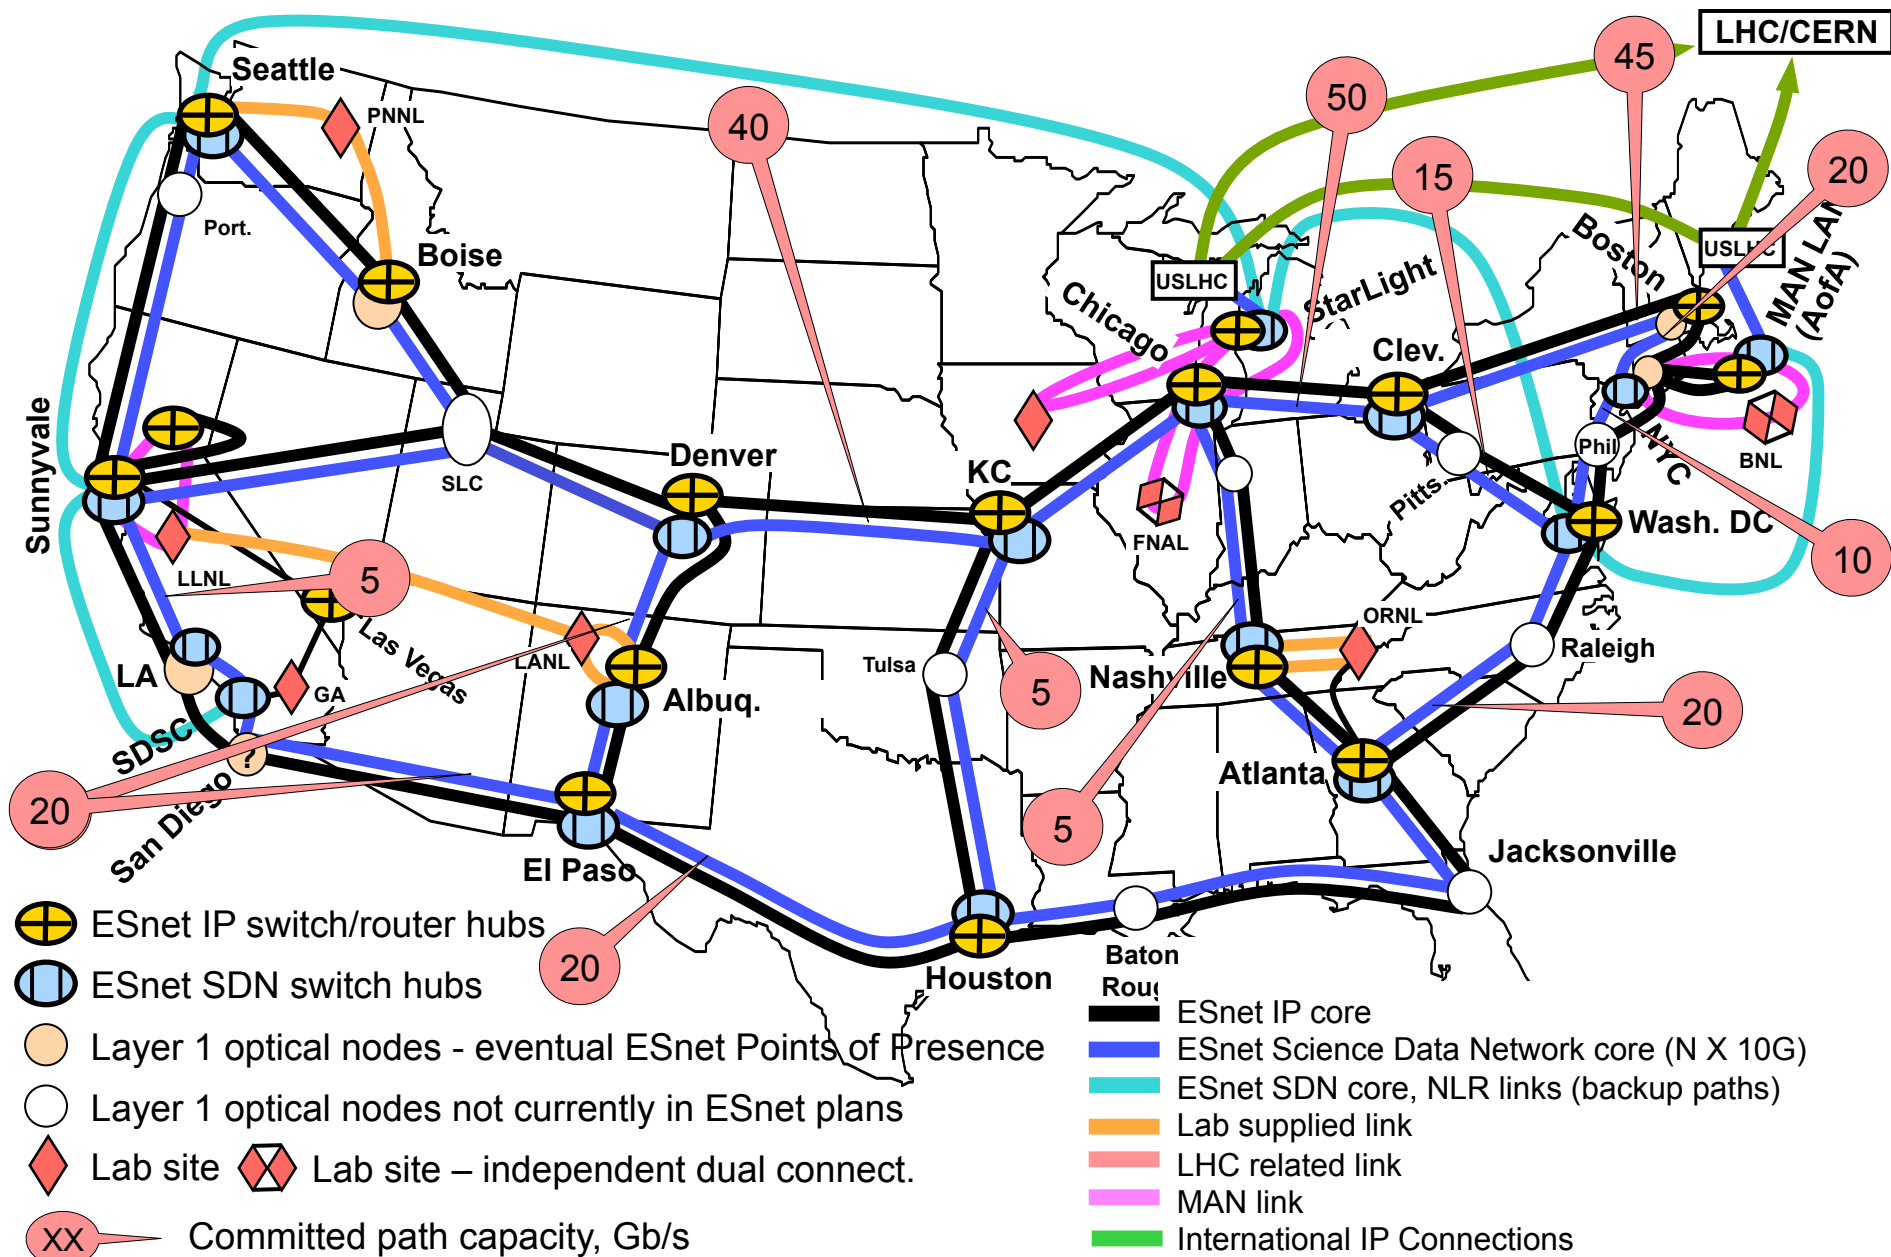 LHC/CERN
45
Seattle
50
PNNL
40
20
15
Port.
Boise
Boston
MAN LAN
(AofA)
USLHC
USLHC
StarLight
Chicago
Clev.
Sunnyvale
Denver
KC
SLC
Phil
NYC
BNL
Pitts.
Wash. DC
FNAL
10
LLNL
5
ORNL
Las Vegas
LANL
Tulsa
Raleigh
LA
GA
Nashville
5
Albuq.
20
SDSC
?
San Diego
Atlanta
20
5
El Paso
Jacksonville
20
Houston
Baton
ESnet IP switch/router hubs
ESnet SDN switch hubs
Layer 1 optical nodes - eventual ESnet Points of Presence
Layer 1 optical nodes not currently in ESnet plans
Lab site
Lab site – independent dual connect.
XX
Committed path capacity, Gb/s
ESnet IP core
ESnet Science Data Network core (N X 10G)
ESnet SDN core, NLR links (backup paths)
Lab supplied link
LHC related link
MAN link
International IP Connections